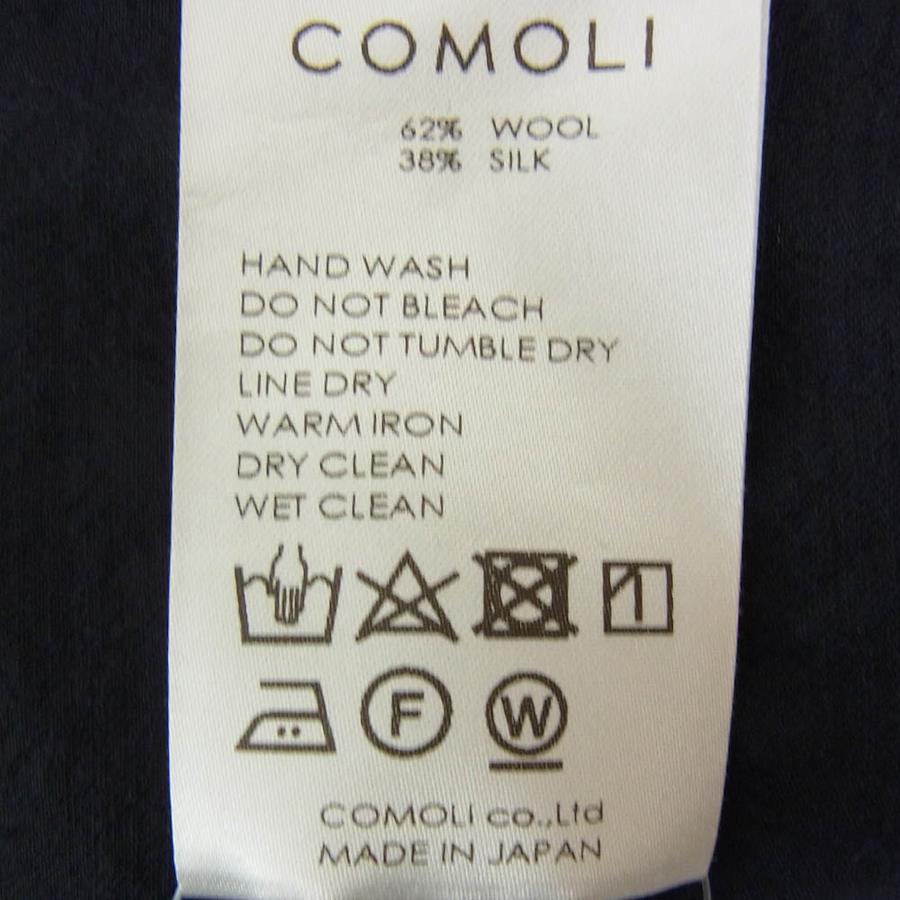 COMOLI
62% WOOL
38% SILK
HAND WASH
DO NOT BLEACH
DO NOT TUMBLE DRY
LINE DRY
WARM IRON
DRY CLEAN
WET CLEAN
F W
COMOLI co.,Ltd
MADE IN JAPAN